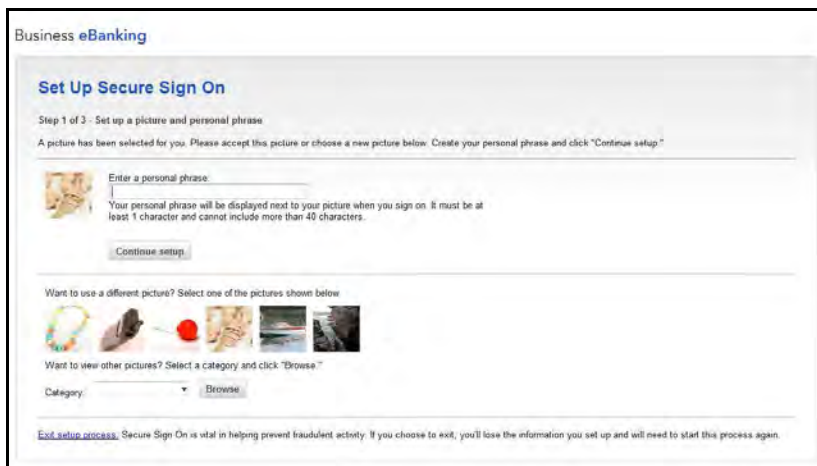 Business eBanking
Set Up Secure Sign On
Step 1 of 3 - Set up a picture and personal phrase
A picture has been selected for you. Please accept this picture or choose a new picture below. Create your personal phrase and click "Continue setup."
Enter a personal phrase:
Your personal phrase will be displayed next to your picture when you sign on. It must be at
least 1 character and cannot include more than 40 characters.
Continue setup
Want to use a different picture? Select one of the pictures shown below
Want to view other pictures? Select a category and click "Browse."
Category:
Browse
Exit setup process. Secure Sign On is vital in helping prevent fraudulent activity. If you choose to exit, you'll lose the information you set up and will need to start this process again.